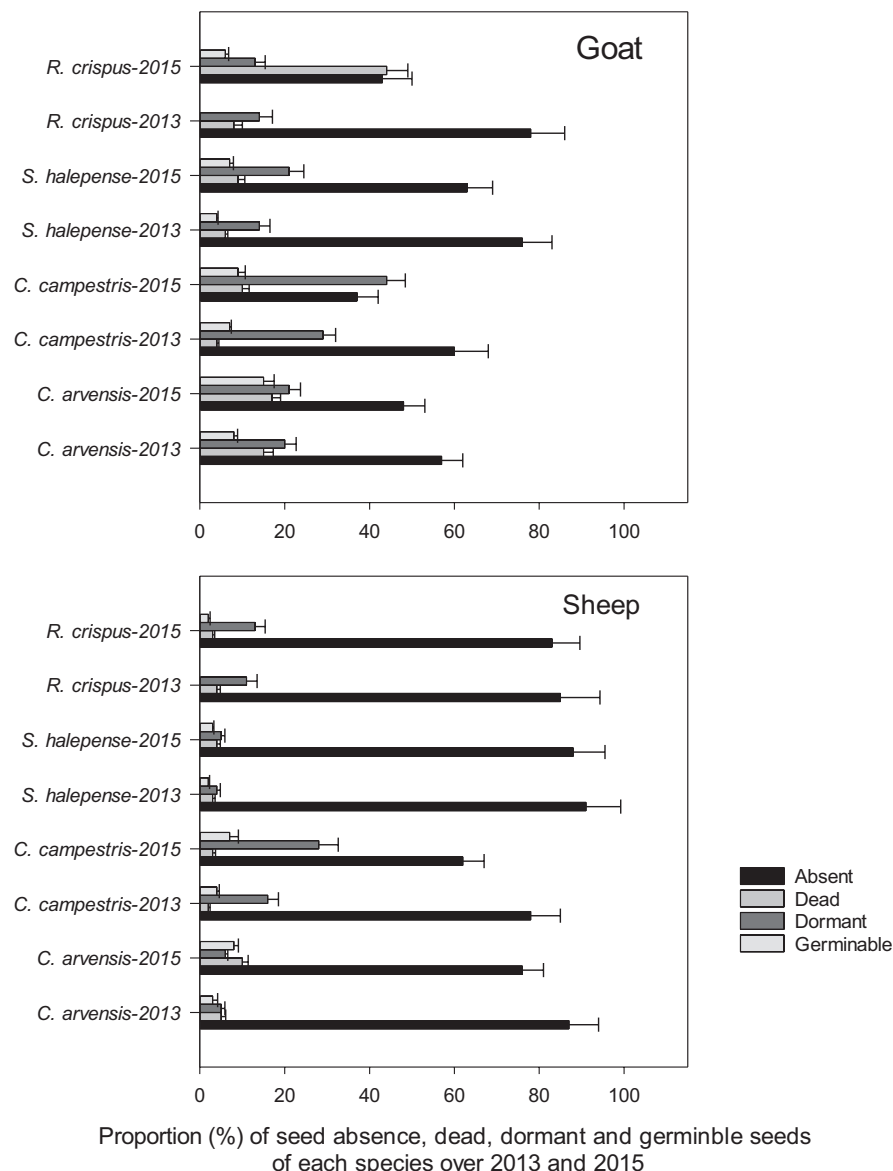 Goat
R. crispus-2015
R. crispus-2013
S. halepense-2015
S. halepense-2013
C. campestris-2015
C. campestris-2013
C. arvensis-2015
C. arvensis-2013
0 20 40 60 80 100
Sheep
R. crispus-2015
R. crispus-2013
S. halepense-2015
S. halepense-2013
C. campestris-2015
C. campestris-2013
C. arvensis-2015
C. arvensis-2013
0 20 40 60 80 100
Absent
Dead
Dormant
Germinable
Proportion (%) of seed absence, dead, dormant and germinble seeds
of each species over 2013 and 2015